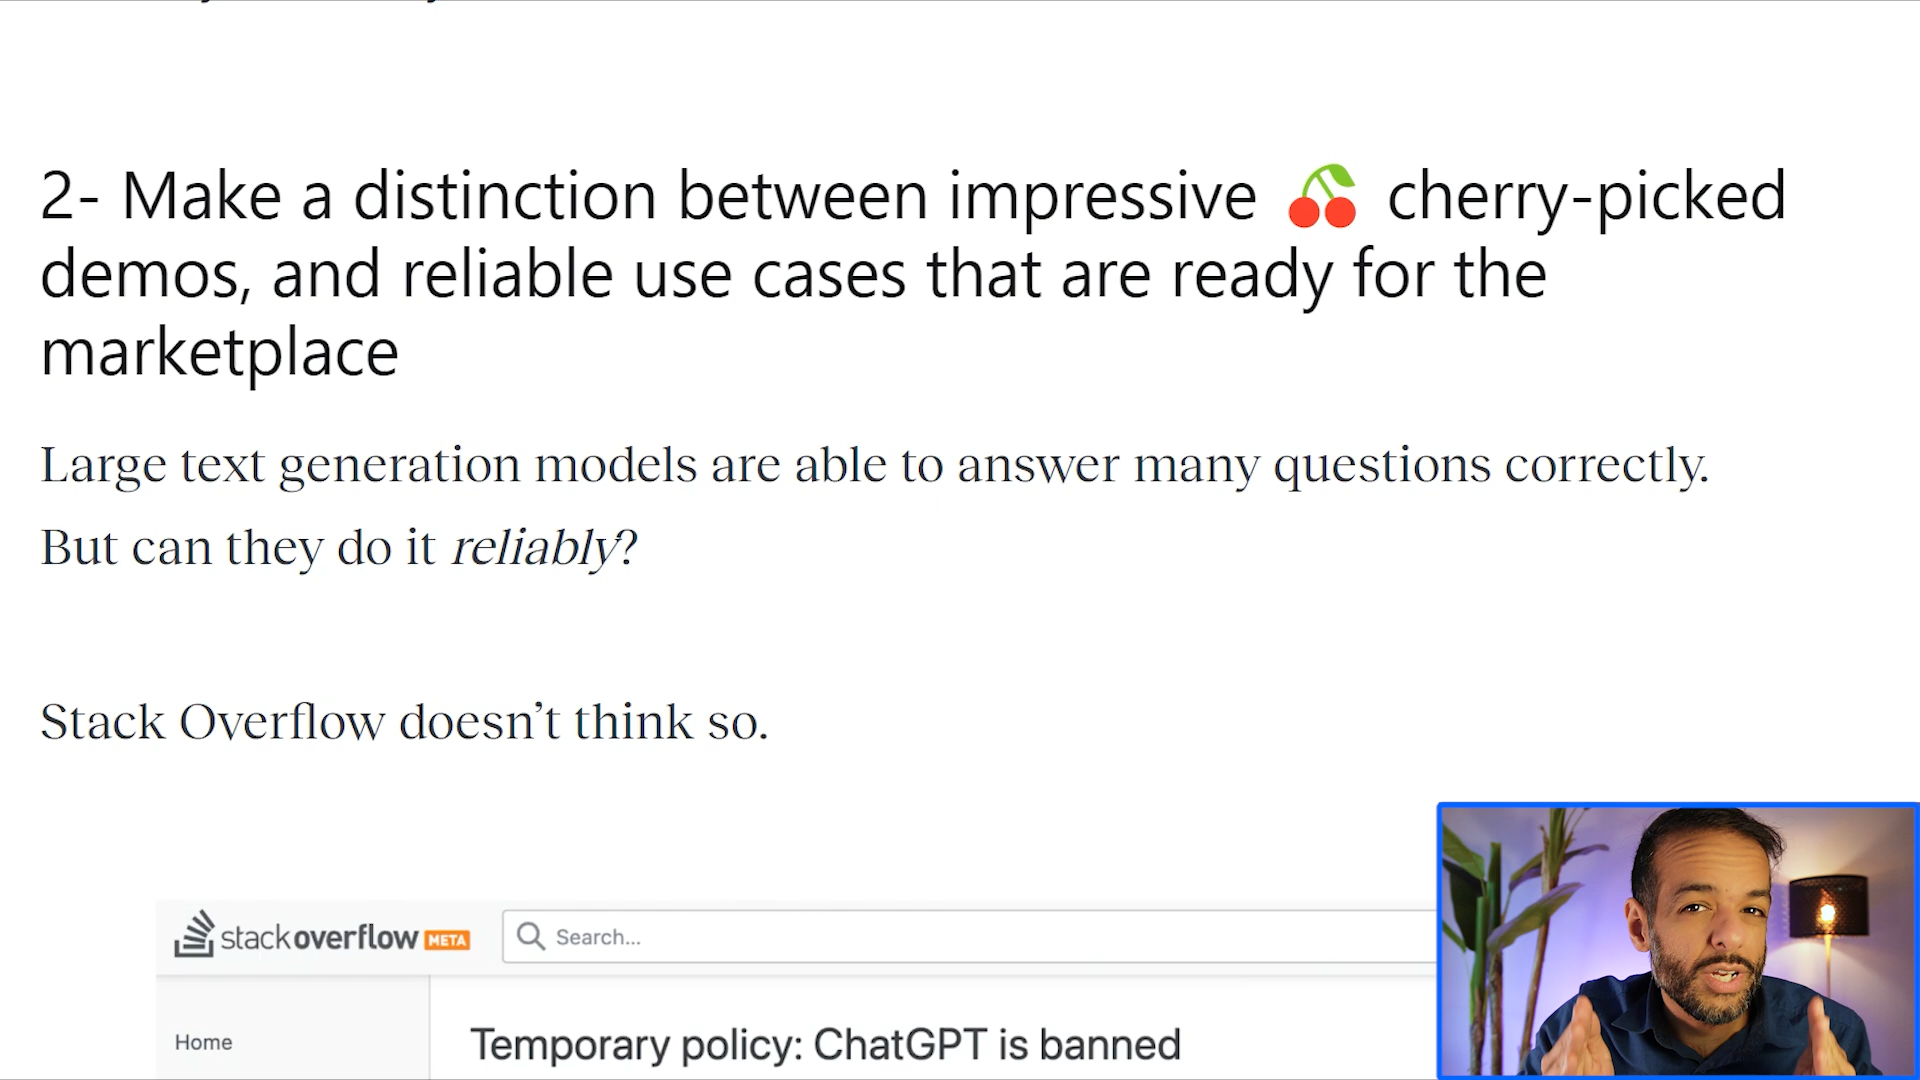 2- Make a distinction between impressive 🍒 cherry-picked
demos, and reliable use cases that are ready for the
marketplace
Large text generation models are able to answer many questions correctly.
But can they do it reliably?
Stack Overflow doesn’t think so.
stackoverflow META
Search...
Home
Temporary policy: ChatGPT is banned